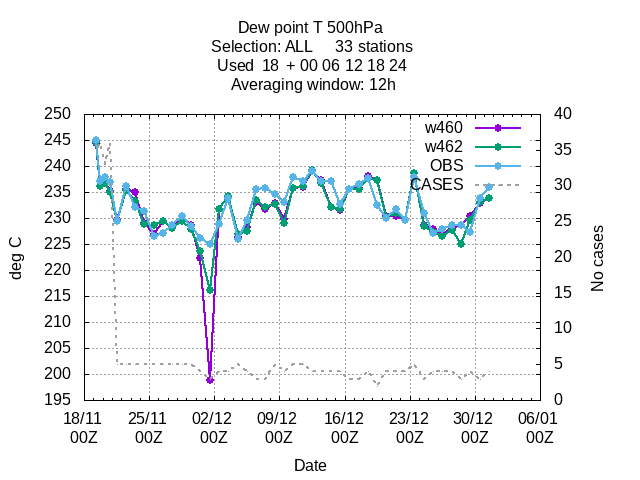 Dew point T 500hPa
Selection: ALL 33 stations
Used 18 + 00 06 12 18 24
Averaging window: 12h
250
245
240
235
230
225
220
215
210
205
200
195
deg C
40
35
30
25
20
15
10
5
0
No cases
w460
w462
OBS
CASES
18/11 25/11 02/12 09/12 16/12 23/12 30/12 06/01
00Z 00Z 00Z 00Z 00Z 00Z 00Z 00Z
Date